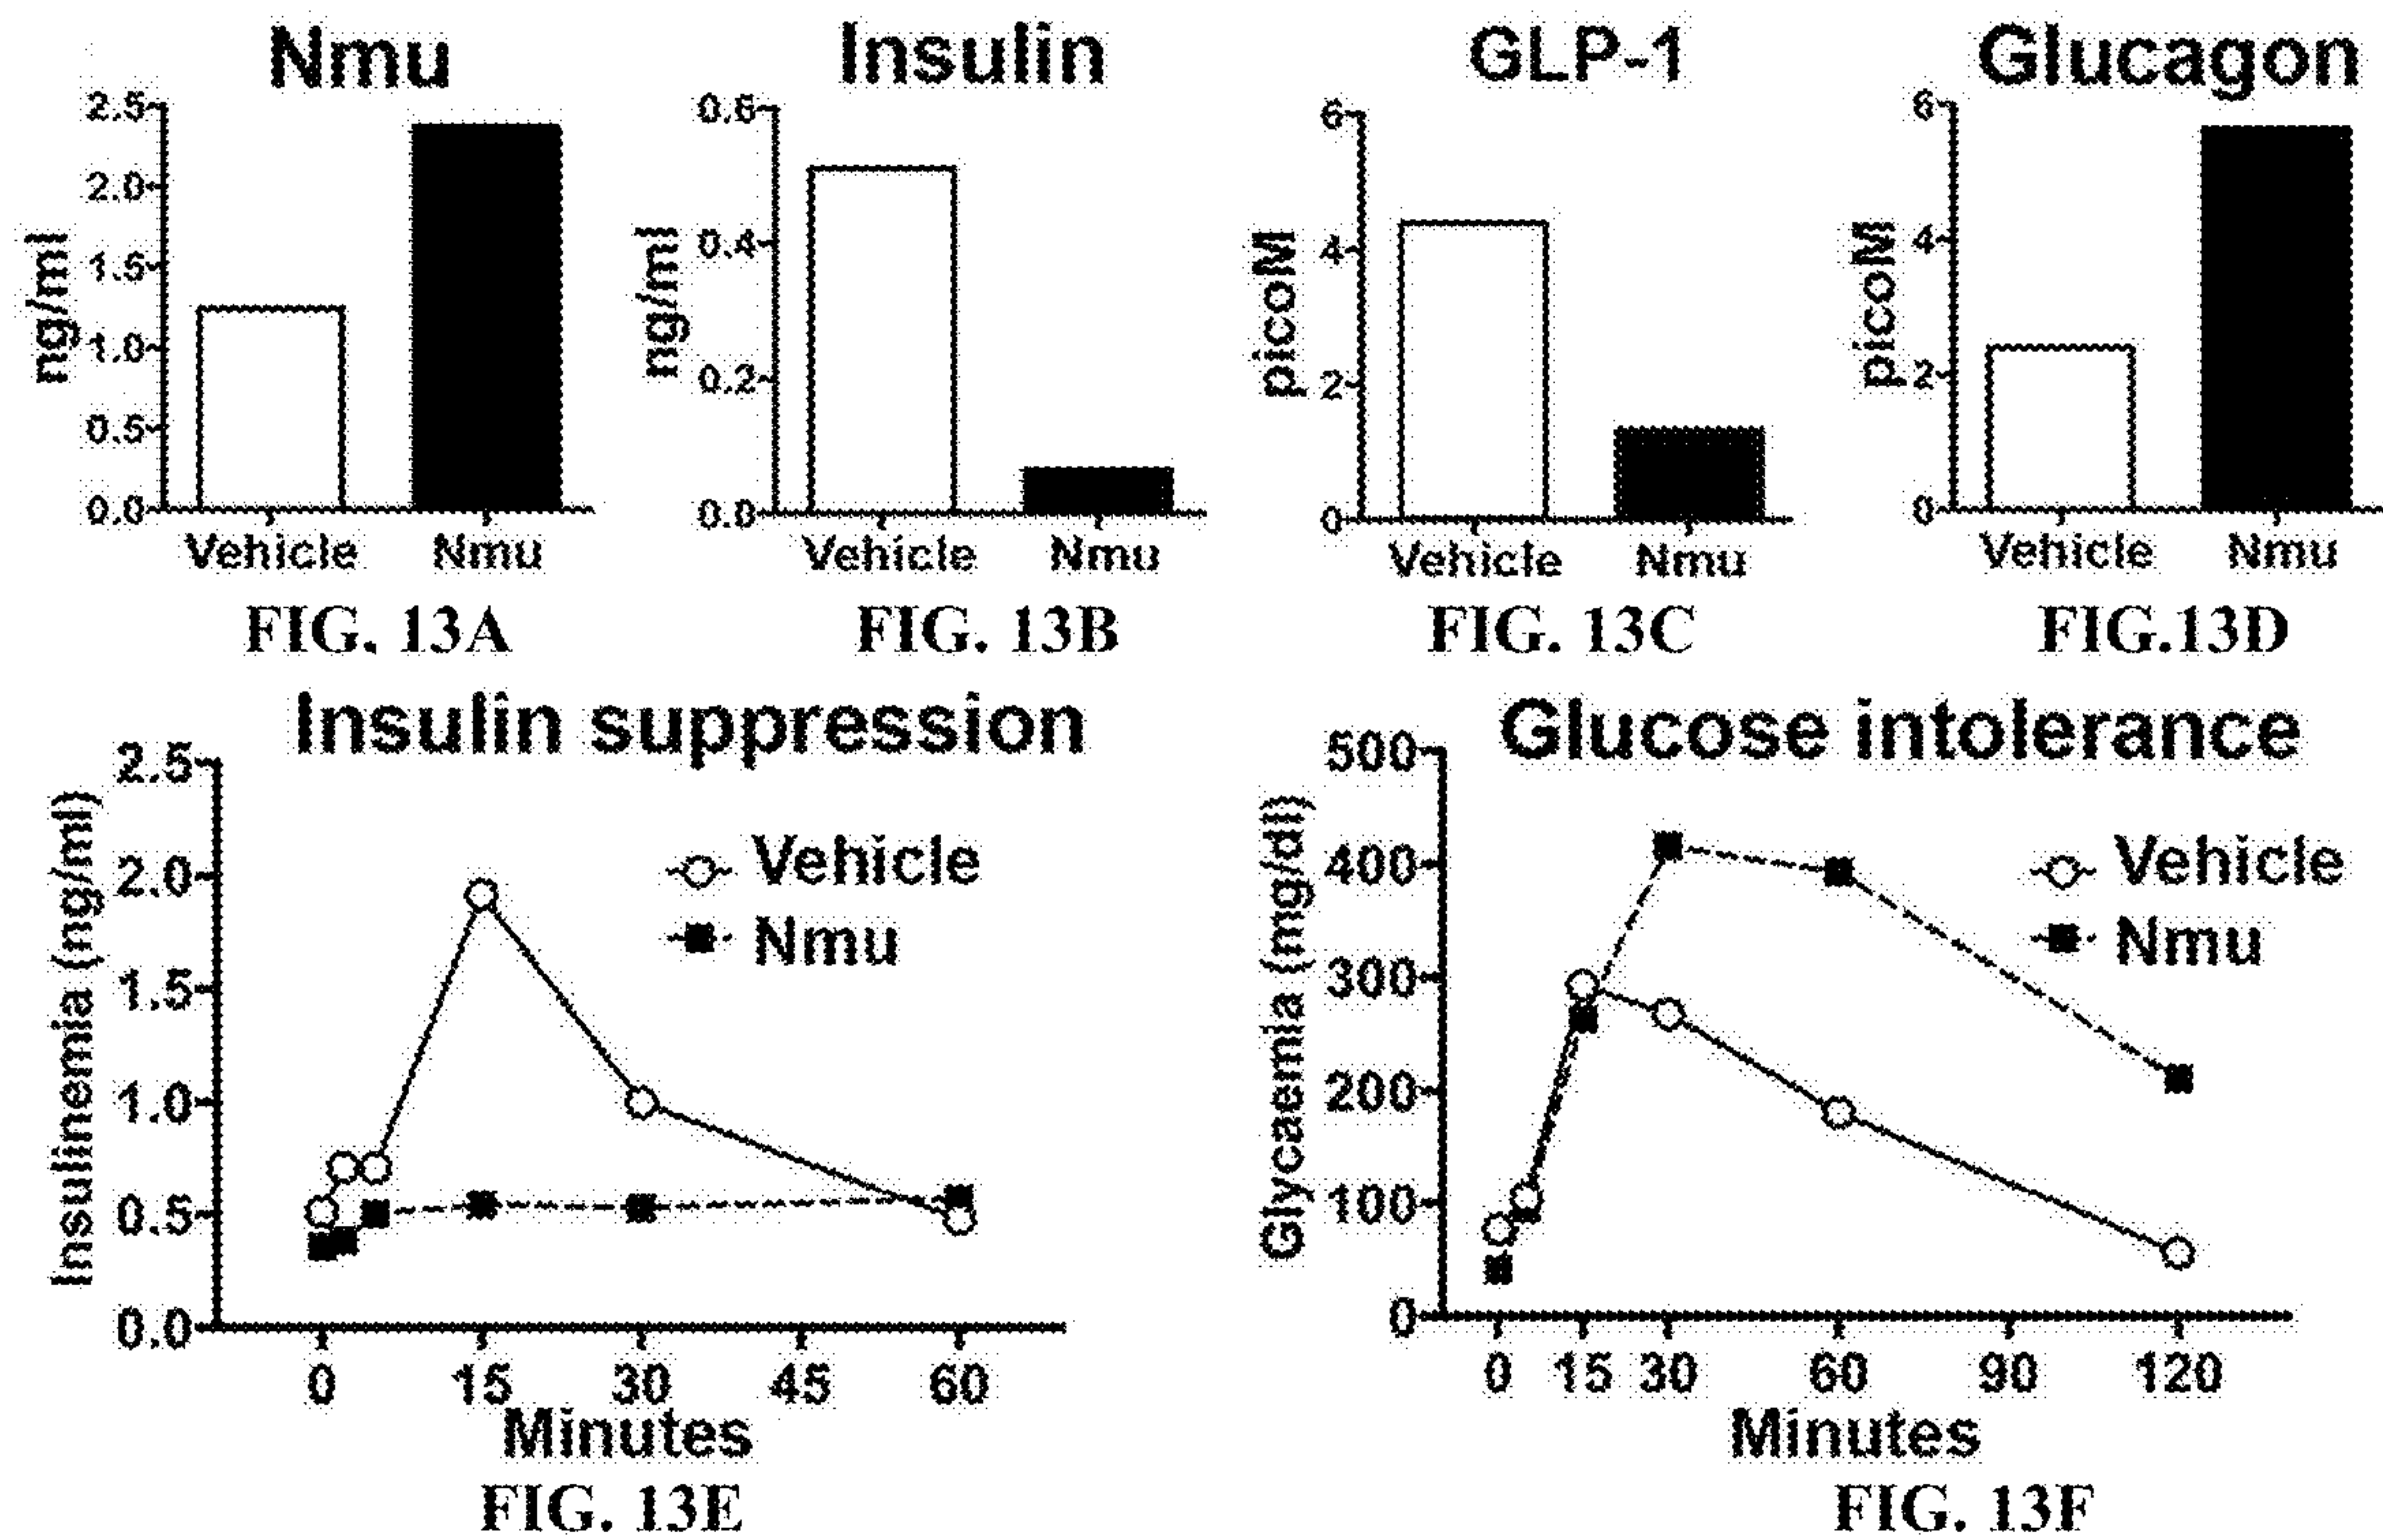 Nmu
2.5
2.0
1.5
1.0
0.5
0.0
ng/ml
Vehicle
Nmu
FIG. 13A
Insulin
0.6
0.4
0.2
0.0
ng/ml
Vehicle
Nmu
FIG. 13B
GLP-1
6
4
2
0
picoM
Vehicle
Nmu
FIG. 13C
Glucagon
6
4
2
0
picoM
Vehicle
Nmu
FIG.13D
Insulin suppression
2.5
2.0
1.5
1.0
0.5
0.0
Insulinemia (ng/ml)
Vehicle
Nmu
0 15 30 45 60
Minutes
FIG. 13E
Glucose intolerance
500
400
300
200
100
0
Glycaemia (mg/dl)
Vehicle
Nmu
0 15 30 60 90 120
Minutes
FIG. 13F